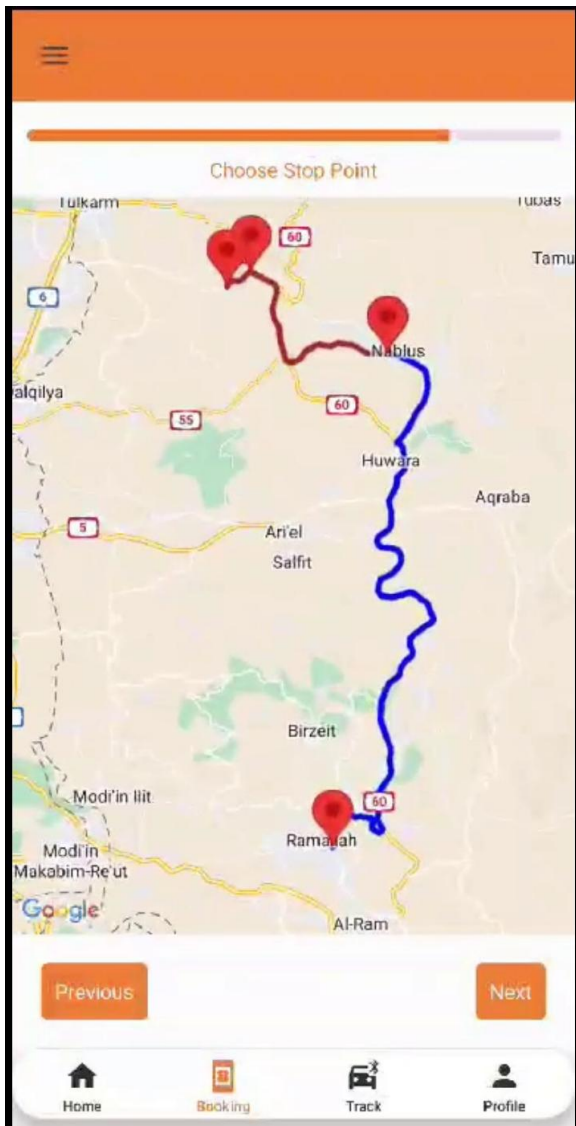 Choose Stop Point
Tulkarm
Tubas
60
Tamu
6
Nablus
alqilya
60
55
Huwara
Aqraba
5
Ari'el
Salfit
Birzeit
Modi'in Ilit
60
Ramallah
Modi'in
Makabim-Re'ut
Google
Al-Ram
Previous
Next
Home
Booking
Track
Profile